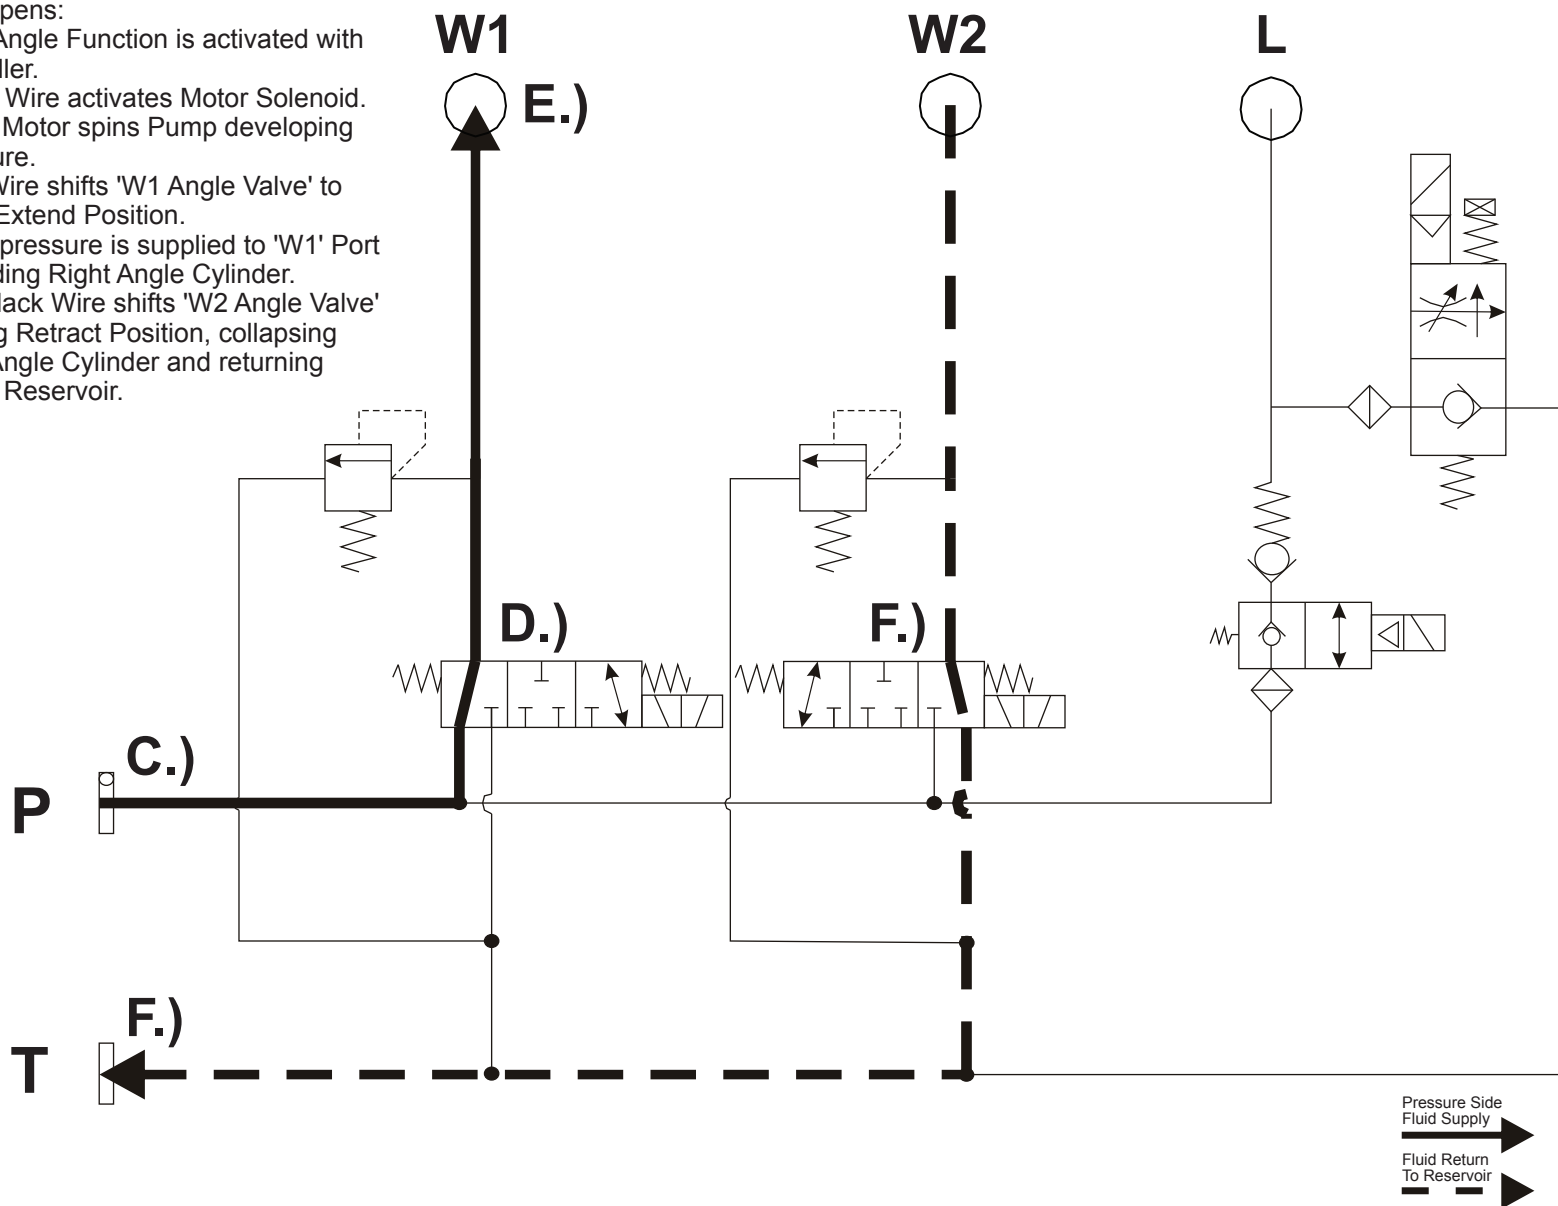 pens:
Angle Function is activated with
ller.
Wire activates Motor Solenoid.
Motor spins Pump developing
ure.
Wire shifts 'W1 Angle Valve' to
Extend Position.
pressure is supplied to 'W1' Port
ding Right Angle Cylinder.
lack Wire shifts 'W2 Angle Valve'
g Retract Position, collapsing
Angle Cylinder and returning
Reservoir.
W1
W2
L
E.)
D.)
F.)
C.)
P
F.)
T
Pressure Side
Fluid Supply
Fluid Return
To Reservoir